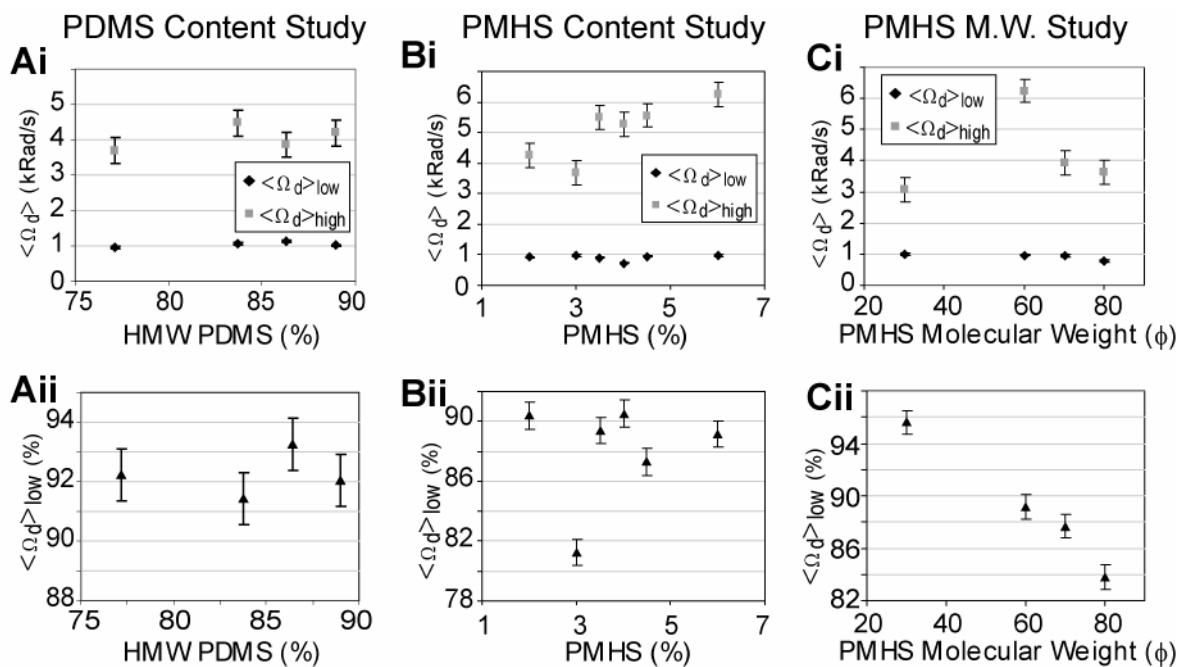 PDMS Content Study
PMHS Content Study
PMHS M.W. Study
Ai
<Ωd> (kRad/s)
5
4
3
2
1
0
<Ωd>low
<Ωd>high
75 80 85 90
HMW PDMS (%)
Bi
<Ωd> (kRad/s)
6
5
4
3
2
1
0
<Ωd>low
<Ωd>high
1 3 5 7
PMHS (%)
Ci
<Ωd> (kRad/s)
6
5
4
3
2
1
0
<Ωd>low
<Ωd>high
20 40 60 80
PMHS Molecular Weight (ϕ)
Aii
<Ωd>low (%)
94
92
90
88
75 80 85 90
HMW PDMS (%)
Bii
<Ωd>low (%)
90
86
82
78
1 3 5 7
PMHS (%)
Cii
<Ωd>low (%)
94
90
86
82
20 40 60 80
PMHS Molecular Weight (ϕ)